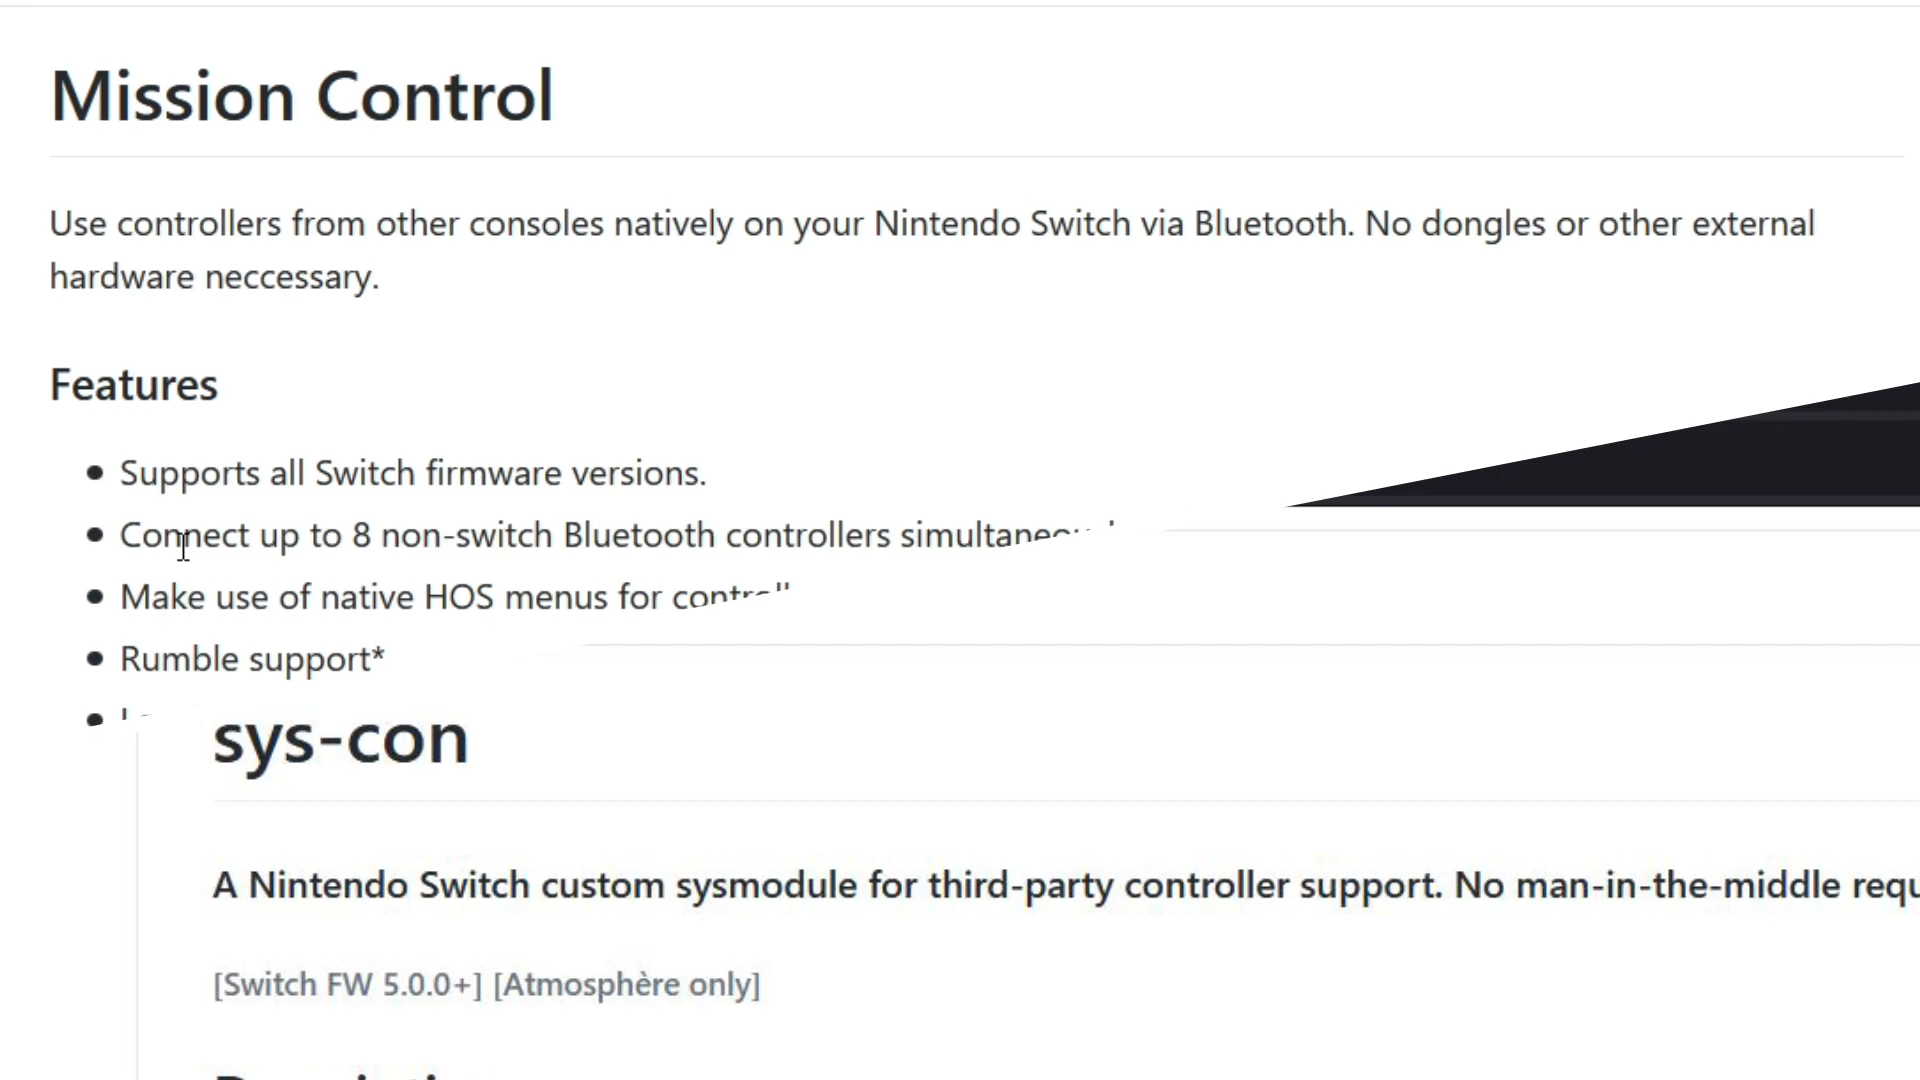 Mission Control
Use controllers from other consoles natively on your Nintendo Switch via Bluetooth. No dongles or other external
hardware neccessary.
Features
Supports all Switch firmware versions.
Connect up to 8 non-switch Bluetooth controllers
Make use of native HOS menus for
Rumble support*
sys-con
A Nintendo Switch custom sysmodule for third-party controller support. No man-in-the-middle
[Switch FW 5.0.0+] [Atmosphère only]